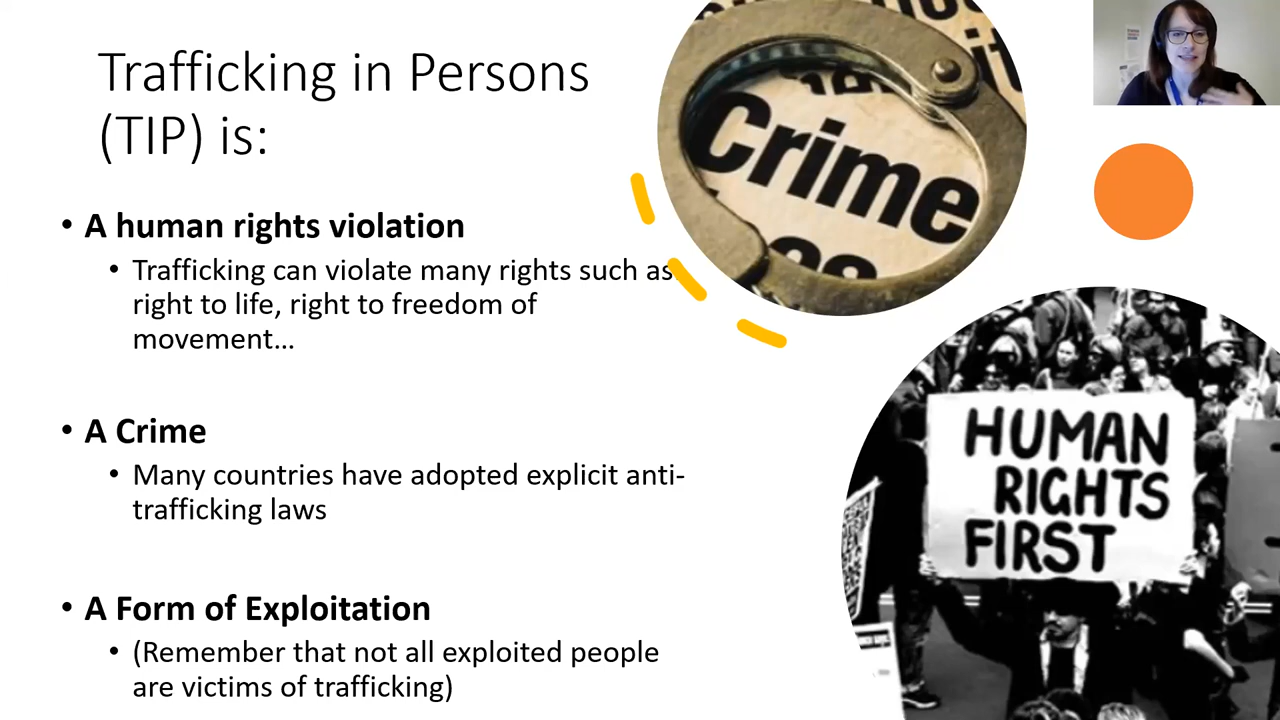 Trafficking in Persons
(TIP) is:
• A human rights violation
• Trafficking can violate many rights such as
right to life, right to freedom of
movement...
• A Crime
• Many countries have adopted explicit anti-
trafficking laws
• A Form of Exploitation
• (Remember that not all exploited people
are victims of trafficking)
Crime
HUMAN
RIGHTS
FIRST